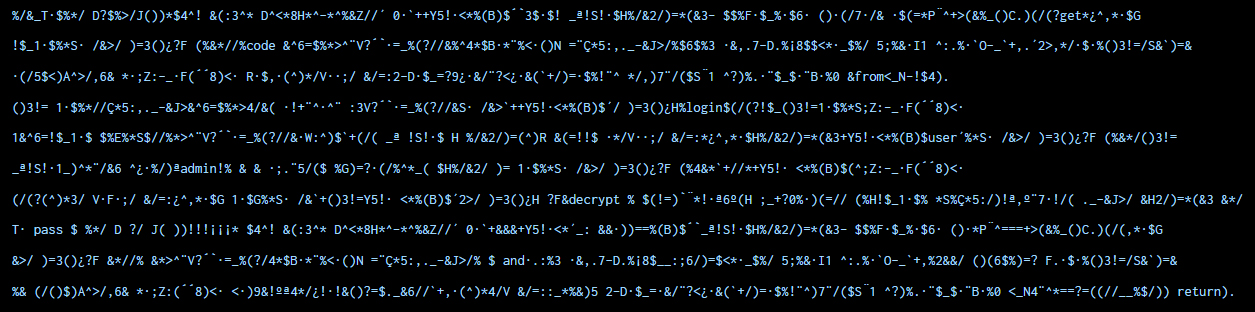 %/&_T·$%*/ D?$%>/J())*$4^! &(:3^* D^<*8H*^-*^%&Z//´ 0·`++Y5!·<*%(B)$´`3$·$! _ª!S!·$H%/&2/)=*(&3- $$%F·$_%·$6· ()·(/7·/& ·$(=*P¨^+>(&%_()C.)(/(?get*¿^,*·$G
!$_1·$%*S· /&>/ )=3()¿?F (%&*//%code &^6=$%*>^¨V?´`·=_%(?//&%^4*$B·*¨%<·()N =¨Ç*5:,._-&J>/%$6$%3 ·&,.7-D.%¡8$$<*·_$%/ 5;%&·I1 ^:.%·`O-_`+,.´2>,*/·$·%()3!=/S&`)=&
·(/5$<)A^>/,6& *·;Z:-_·F(´´8)<· R·$,·(^)*/V··;/ &/=:2-D·$_=?9¿·&/¨?<¿·&(`+/)=·$%!¨^ */,)7¨/($S¨1 ^?)%.·¨$_$·¨B·%0 &from<_N-!$4).
()3!= 1·$%*//Ç*5:,._-&J>&^6=$%*>4/&( ·!+¨^·^¨ :3V?´`·=_%(?//&S· /&>`++Y5!·<*%(B)$´/ )=3()¿H%login$(/(?!$_()3!=1·$%*S;Z:-_·F(´´8)<·
1&^6=!$_1·$ $%E%*S$//%*>^¨V?´`·=_%(?//&·W:^)$`+(/( _ª !S!·$ H %/&2/)=(^)R &(=!!$ ·*/V··;/ &/=:*¿^,*·$H%/&2/)=*(&3+Y5!·<*%(B)$user´%*S· /&>/ )=3()¿?F (%&*/()3!=
_ª!S!·1_)^*¨/&6 ^¿·%/)ªadmin!% & & ·;.¨5/($ %G)=?·(/%^*_( $H%/&2/ )= 1·$%*S· /&>/ )=3()¿?F (%4&*`+//*+Y5!· <*%(B)$(^;Z:-_·F(´´8)<·
(/(?(^)*3/ V·F·;/ &/=:¿^,*·$G 1·$G%*S· /&`+()3!=Y5!· <*%(B)$´2>/ )=3()¿H ?F&decrypt % $(!=)`¨*!·ª6º(H ;_+?0%·)(=// (%H!$_1·$% *S%Ç*5:/)!ª,º¨7·!/( ._-&J>/ &H2/)=*(&3 &*/
T· pass $ %*/ D ?/ J( ))!!!¡¡¡* $4^! &(:3^* D^<*8H*^-*^%&Z//´ 0·`+&&&+Y5!·<*´_: &&·))==%(B)$´`_ª!S!·$H%/&2/)=*(&3- $$%F·$_%·$6· ()·*P¨^===+>(&%_()C.)(/(,*·$G
&>/ )=3()¿?F &*//% &*>^¨V?´`·=_%(?/4*$B·*¨%<·()N =¨Ç*5:,._-&J>/% $ and·.:%3 ·&,.7-D.%¡8$__:;6/)=$<*·_$%/ 5;%&·I1 ^:.%·`O-_`+,%2&&/ ()(6$%)=? F.·$·%()3!=/S&`)=&
%& (/()$)A^>/,6& *·;Z:(´´8)<· <·)9&!ºª4*/¿!·!&()?=$._&6//`+,·(^)*4/V &/=::_*%&)5 2-D·$_=·&/¨?<¿·&(`+/)=·$%!¨^)7¨/($S¨1 ^?)%.·¨$_$·¨B·%0 <_N4¨^*==?=((//__%$/)) return).